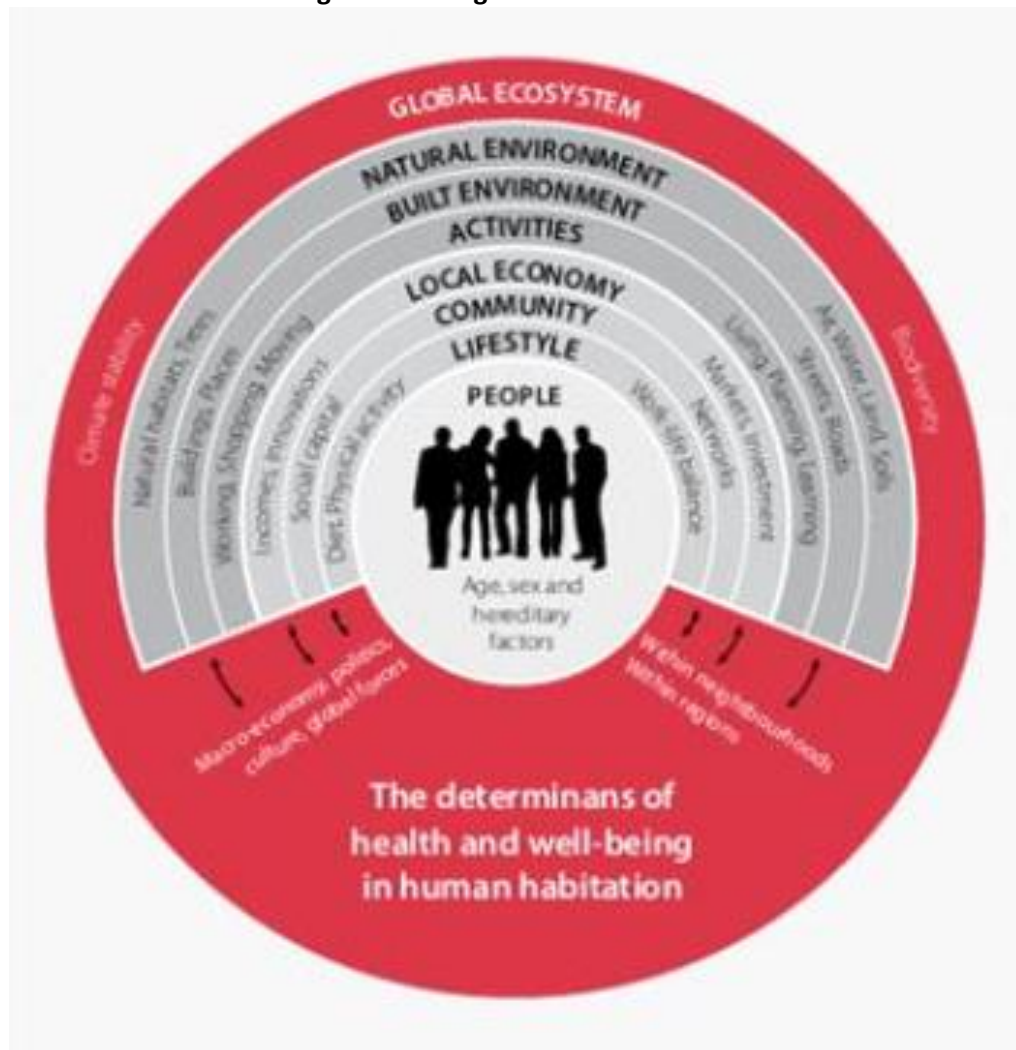 GLOBAL ECOSYSTEM
NATURAL ENVIRONMENT
BUILT ENVIRONMENT
ACTIVITIES
LOCAL ECONOMY
COMMUNITY
LIFESTYLE
PEOPLE
Climate stability
Biodiversity
Natural habitats, Trees
Air, Water, Land, Soils
Buildings, Places
Streets, Roads
Working, Shopping, Moving
Living, Planning, Learning
Incomes, Innovations
Markets, Investment
Social capital
Networks
Diet, Physical activity
Work-life balance
Age, sex and
hereditary
factors
Macro-economy, politics,
culture, global forces
Within neighbourhoods
Within regions
The determinans of
health and well-being
in human habitation